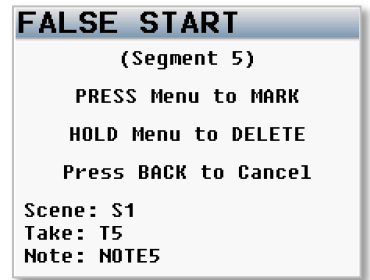 FALSE START
(Segment 5)
PRESS Menu to MARK
HOLD Menu to DELETE
Press BACK to Cancel
Scene: S1
Take: T5
Note: NOTE5